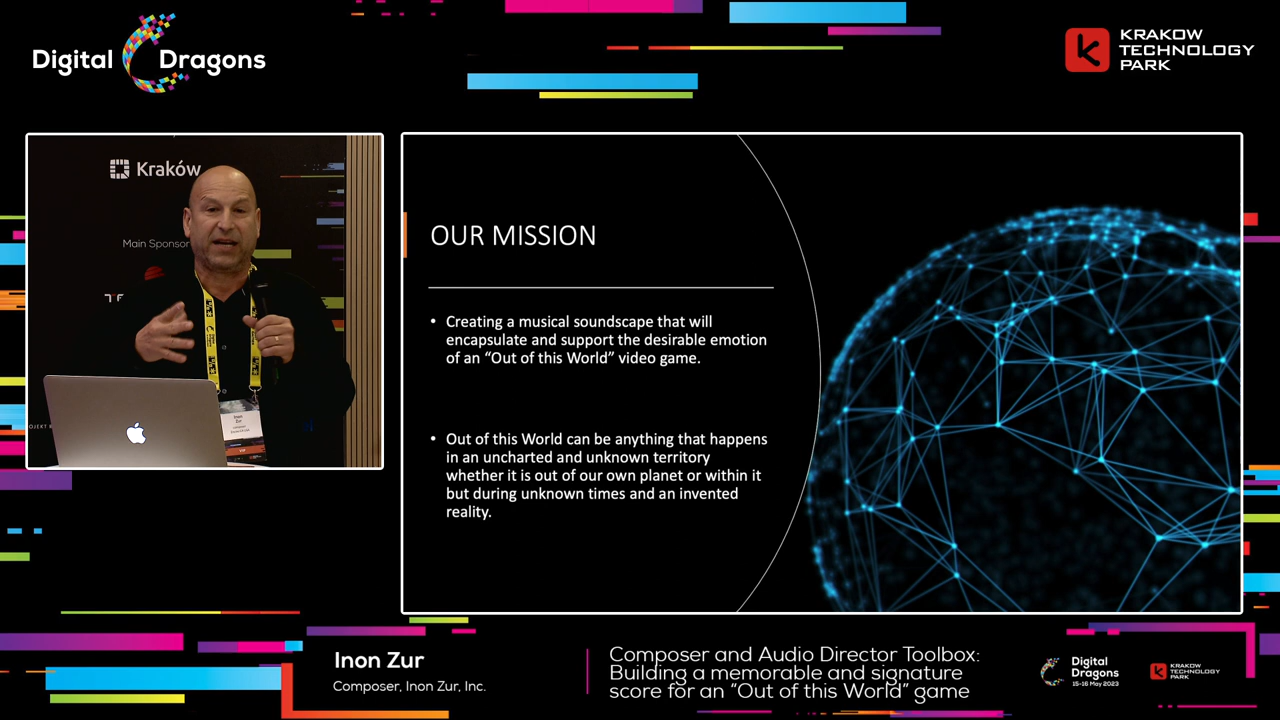 Digital Dragons
KRAKOW
TECHNOLOGY
PARK
Kraków
Main Sponsor
OUR MISSION
• Creating a musical soundscape that will
encapsulate and support the desirable emotion
of an “Out of this World” video game.
• Out of this World can be anything that happens
in an uncharted and unknown territory
whether it is out of our own planet or within it
but during unknown times and an invented
reality.
Inon Zur
Composer, Inon Zur, Inc.
Composer and Audio Director Toolbox:
Building a memorable and signature
score for an “Out of this World” game
Digital
Dragons
15-16 May 2023
KRAKOW
TECHNOLOGY
PARK